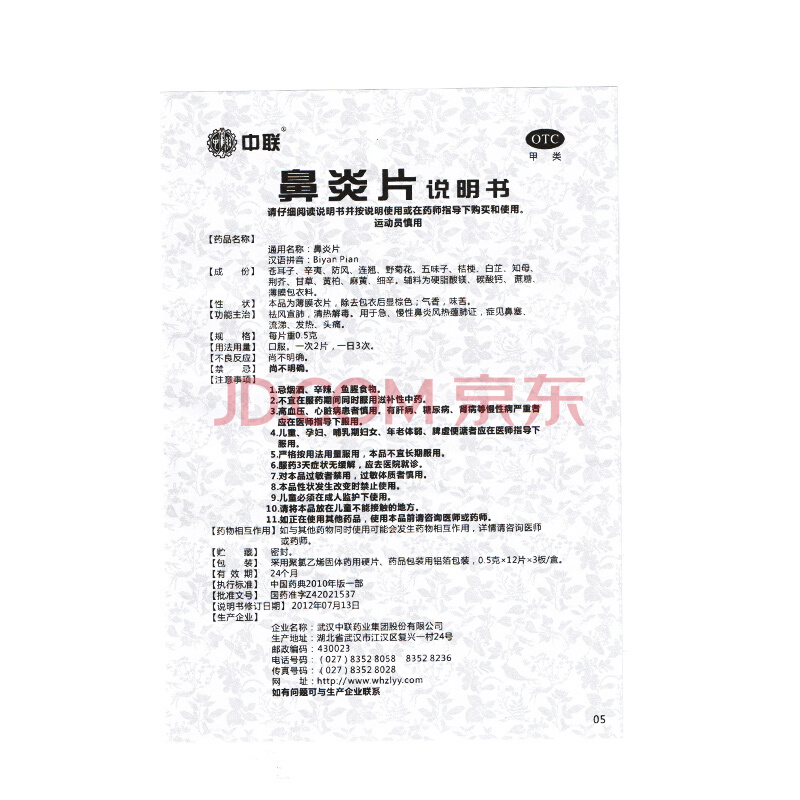 中联®
OTC
甲 类
鼻炎片 说明书
请仔细阅读说明书并按说明使用或在药师指导下购买和使用。
运动员慎用
【药品名称】
通用名称：鼻炎片
汉语拼音：Biyan Pian
【成 份】 苍耳子、辛夷、防风、连翘、野菊花、五味子、桔梗、白芷、知母、
荆芥、甘草、黄柏、麻黄、细辛。辅料为硬脂酸镁、碳酸钙、蔗糖、
薄膜包衣料。
【性 状】 本品为薄膜衣片，除去包衣后显棕色；气香，味苦。
【功能主治】 祛风宣肺，清热解毒。用于急、慢性鼻炎风热蕴肺证，症见鼻塞、
流涕、发热、头痛。
【规 格】 每片重0.5克
【用法用量】 口服。一次2片，一日3次。
【不良反应】 尚不明确。
【禁 忌】 尚不明确。
【注意事项】
1.忌烟酒、辛辣、鱼腥食物。
2.不宜在服药期间同时服用滋补性中药。
3.高血压、心脏病患者慎用。有肝病、糖尿病、肾病等慢性病严重者
应在医师指导下服用。
4.儿童、孕妇、哺乳期妇女、年老体弱、脾虚便溏者应在医师指导下
服用。
5.严格按用法用量服用，本品不宜长期服用。
6.服药3天症状无缓解，应去医院就诊。
7.对本品过敏者禁用，过敏体质者慎用。
8.本品性状发生改变时禁止使用。
9.儿童必须在成人监护下使用。
10.请将本品放在儿童不能接触的地方。
11.如正在使用其他药品，使用本品前请咨询医师或药师。
【药物相互作用】如与其他药物同时使用可能会发生药物相互作用，详情请咨询医师
或药师。
【贮 藏】 密封。
【包 装】 采用聚氯乙烯固体药用硬片、药品包装用铝箔包装，0.5克×12片×3板/盒。
【有 效 期】 24个月
【执行标准】 中国药典2010年版一部
【批准文号】 国药准字Z42021537
【说明书修订日期】 2012年07月13日
【生产企业】
企业名称：武汉中联药业集团股份有限公司
生产地址：湖北省武汉市江汉区复兴一村24号
邮政编码：430023
电话号码：（027）8352 8058 8352 8236
传真号码：（027）8352 8028
网 址：http://www.whzlyy.com
如有问题可与生产企业联系
05
JD.COM 京东